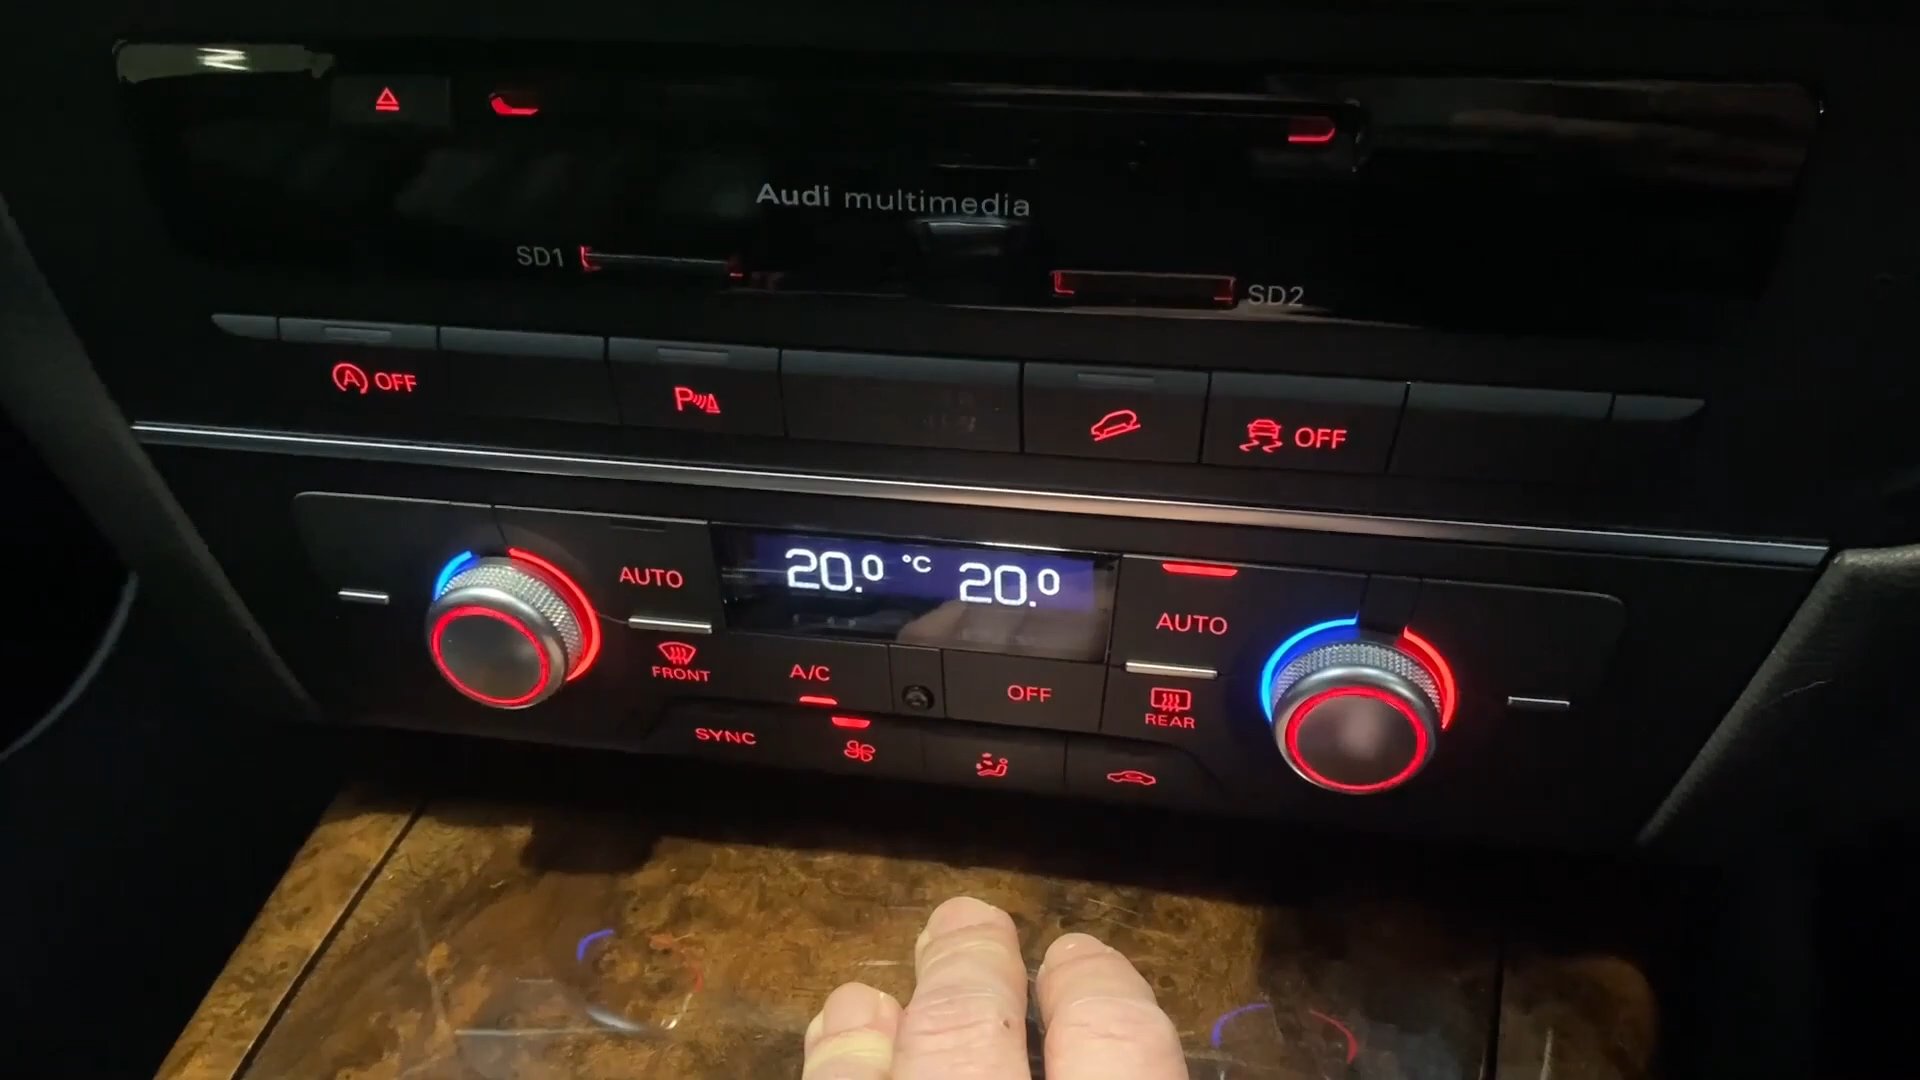 Audi multimedia
SD1
SD2
A OFF
P
OFF
AUTO
20.0 °C 20.0
AUTO
FRONT
A/C
OFF
REAR
SYNC